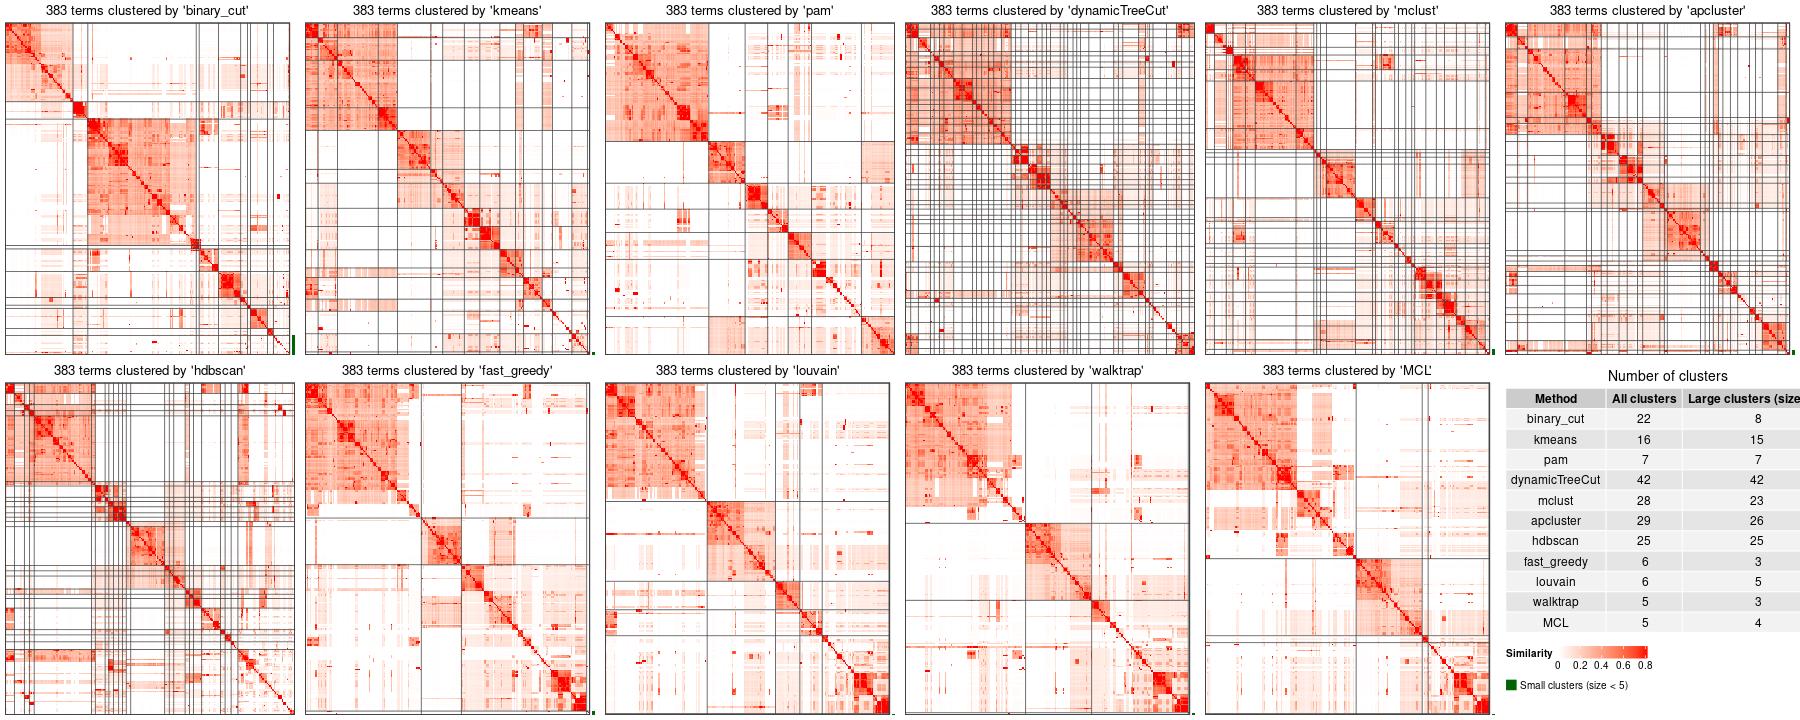 383 terms clustered by 'binary_cut'
383 terms clustered by 'kmeans'
383 terms clustered by 'pam'
383 terms clustered by 'dynamicTreeCut'
383 terms clustered by 'mclust'
383 terms clustered by 'apcluster'
383 terms clustered by 'hdbscan'
383 terms clustered by 'fast_greedy'
383 terms clustered by 'louvain'
383 terms clustered by 'walktrap'
383 terms clustered by 'MCL'
Number of clusters
Method All clusters Large clusters (size
binary_cut 22 8
kmeans 16 15
pam 7 7
dynamicTreeCut 42 42
mclust 28 23
apcluster 29 26
hdbscan 25 25
fast_greedy 6 3
louvain 6 5
walktrap 5 3
MCL 5 4
Similarity
0 0.2 0.4 0.6 0.8
Small clusters (size < 5)